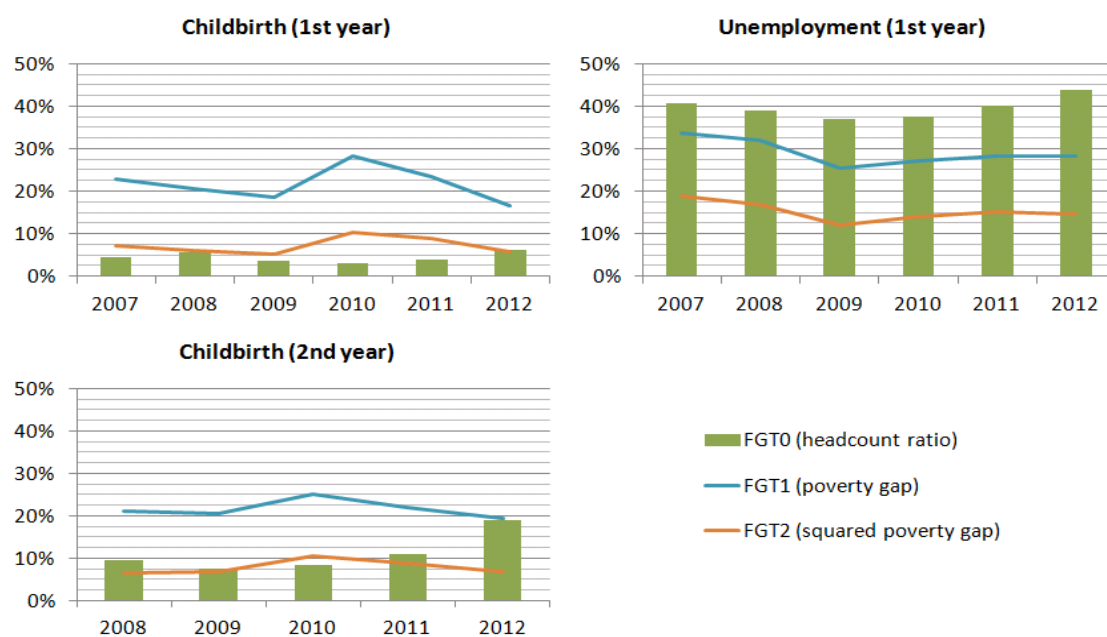 Childbirth (1st year)
50%
40%
30%
20%
10%
0%
2007 2008 2009 2010 2011 2012
Unemployment (1st year)
50%
40%
30%
20%
10%
0%
2007 2008 2009 2010 2011 2012
Childbirth (2nd year)
50%
40%
30%
20%
10%
0%
2008 2009 2010 2011 2012
FGT0 (headcount ratio)
FGT1 (poverty gap)
FGT2 (squared poverty gap)